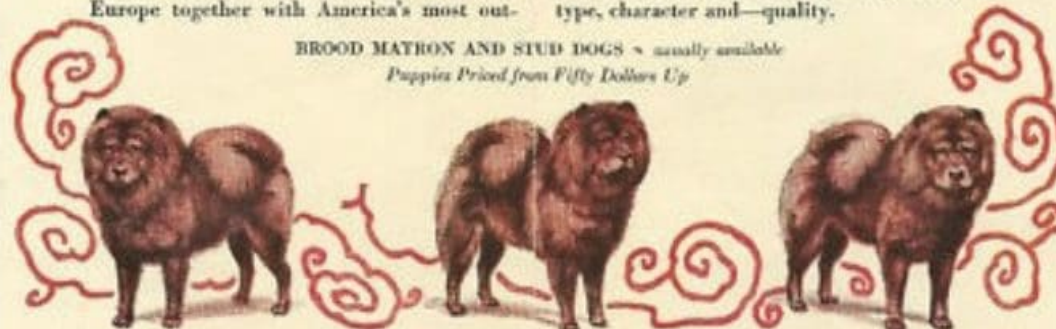 Europe together with America's most out-
type, character and—quality.
BROOD MATRON AND STUD DOGS ~ usually available
Puppies Priced from Fifty Dollars Up